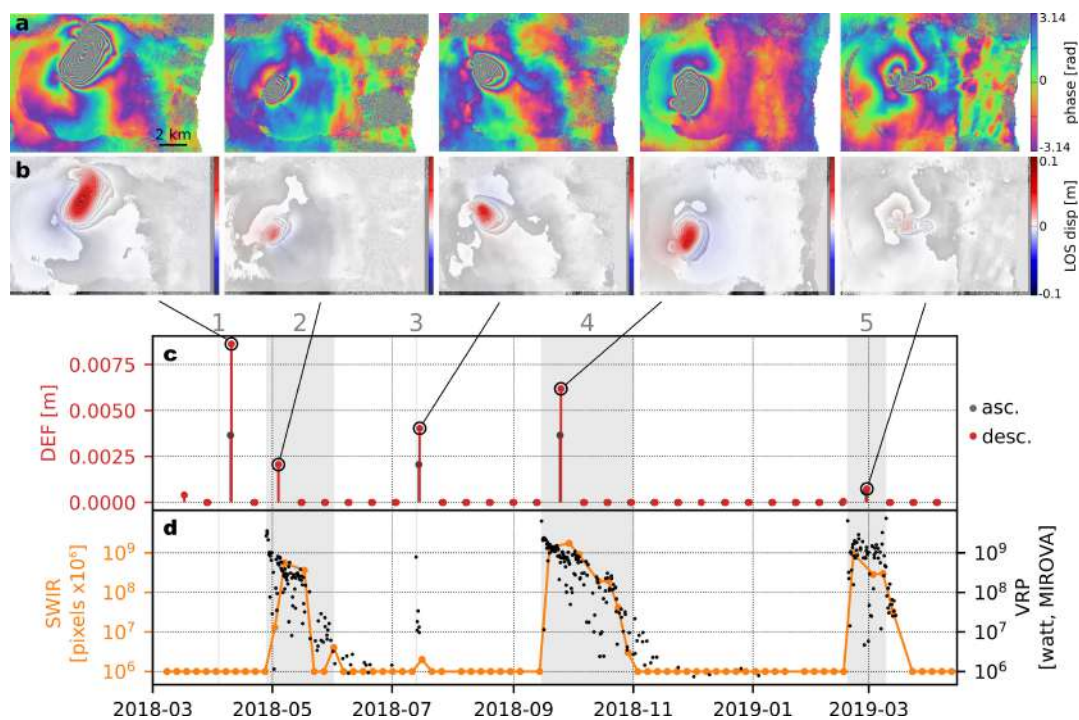 a
2 km
3.14
0
-3.14
phase [rad]
b
0.1
0
-0.1
LOS disp [m]
1 2 3 4 5
c
0.0075
0.0050
0.0025
0.0000
DEF [m]
asc.
desc.
d
10⁹
10⁸
10⁷
10⁶
SWIR
[pixels x10⁶]
10⁹
10⁸
10⁷
10⁶
VRP
[watt, MIROVA]
2018-03 2018-05 2018-07 2018-09 2018-11 2019-01 2019-03